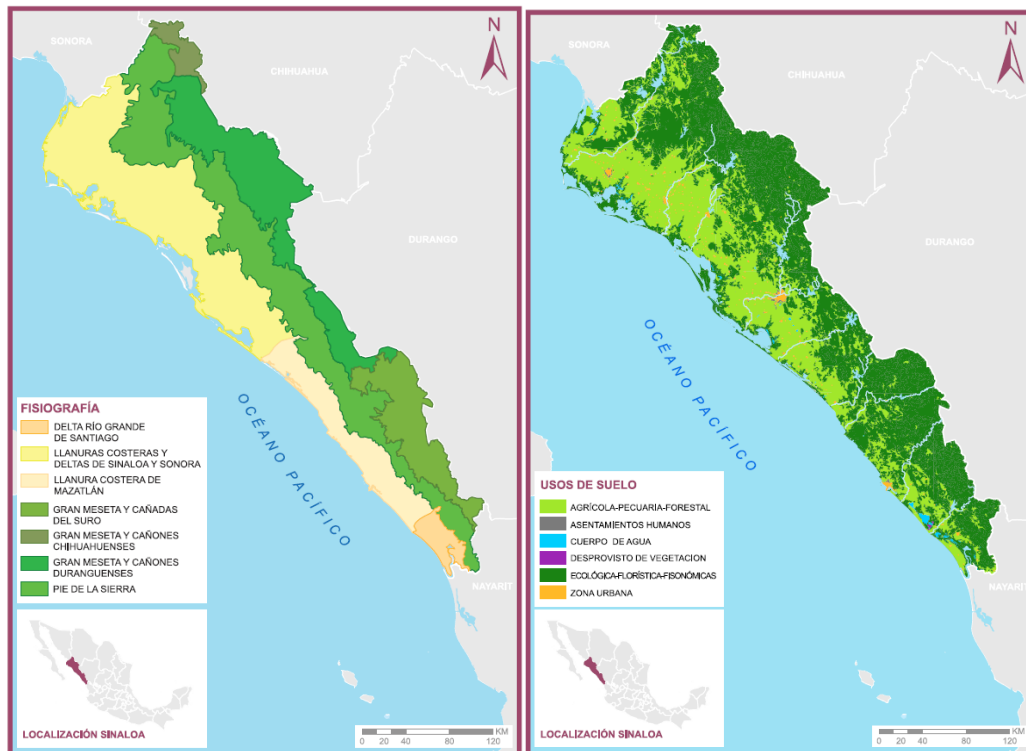 N
SONORA
CHIHUAHUA
DURANGO
OCÉANO PACÍFICO
NAYARIT
FISIOGRAFÍA
DELTA RÍO GRANDE
DE SANTIAGO
LLANURAS COSTERAS Y
DELTAS DE SINALOA Y SONORA
LLANURA COSTERA DE
MAZATLÁN
GRAN MESETA Y CAÑADAS
DEL SURO
GRAN MESETA Y CAÑONES
CHIHUAHUENSES
GRAN MESETA Y CAÑONES
DURANGUENSES
PIE DE LA SIERRA
LOCALIZACIÓN SINALOA
KM
0 20 40 80 120
N
SONORA
CHIHUAHUA
DURANGO
OCÉANO PACÍFICO
NAYARIT
USOS DE SUELO
AGRÍCOLA-PECUARIA-FORESTAL
ASENTAMIENTOS HUMANOS
CUERPO DE AGUA
DESPROVISTO DE VEGETACION
ECOLÓGICA-FLORÍSTICA-FISONÓMICAS
ZONA URBANA
LOCALIZACIÓN SINALOA
KM
0 20 40 80 120